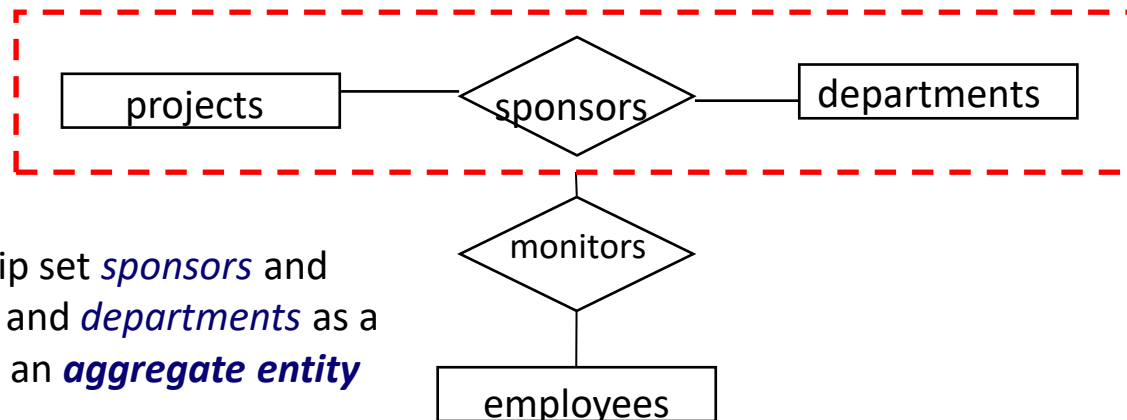 projects
sponsors
departments
monitors
ip set sponsors and
and departments as a
an aggregate entity
employees